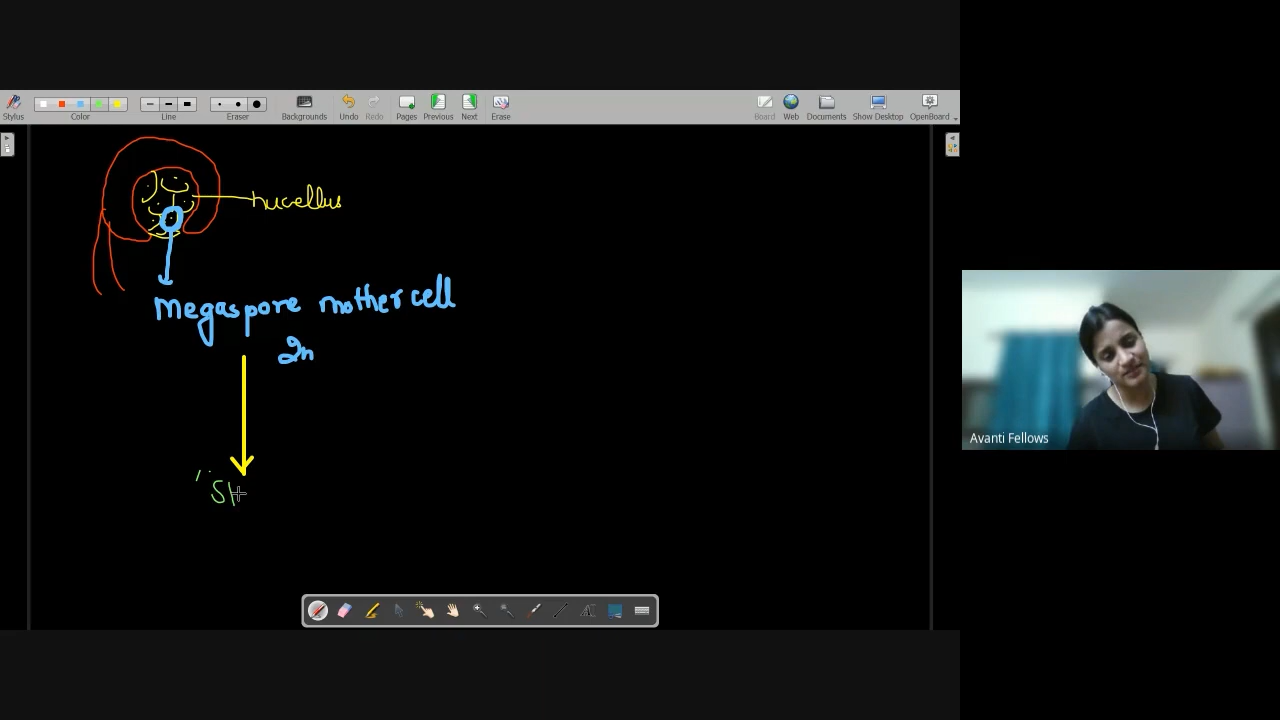 Stylus Color Line Eraser Backgrounds Undo Redo Pages Previous Next Erase Board Web Documents Show Desktop OpenBoard
nucellus
Megaspore mother cell
2n
Avanti Fellows